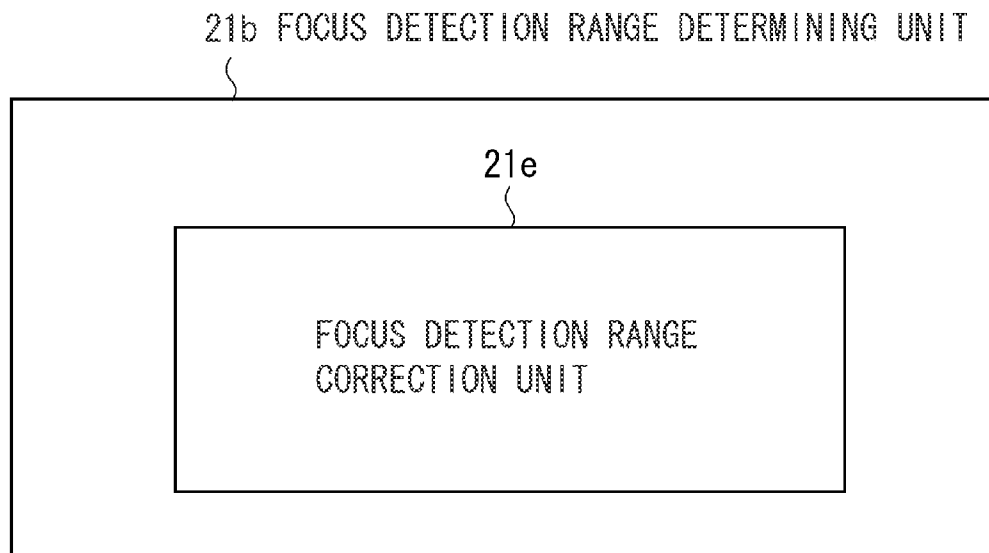 21b FOCUS DETECTION RANGE DETERMINING UNIT
21e
FOCUS DETECTION RANGE
CORRECTION UNIT